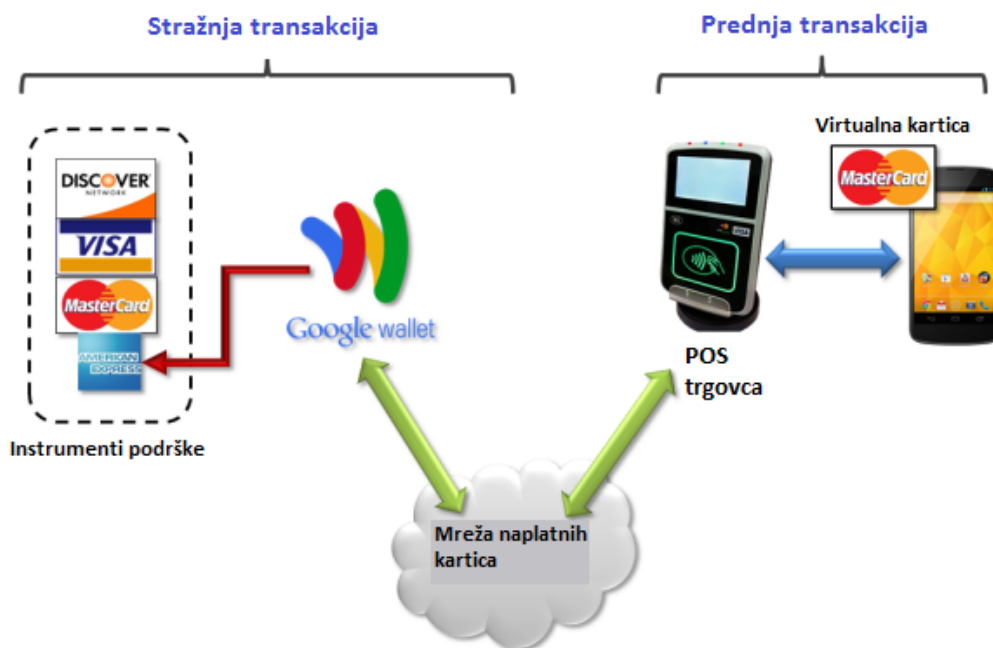 Stražnja transakcija
Prednja transakcija
Virtualna kartica
DISCOVER
NETWORK
VISA
MasterCard
AMERICAN
EXPRESS
Instrumenti podrške
Google wallet
VISA
MasterCard
POS
trgovca
Mreža naplatnih
kartica